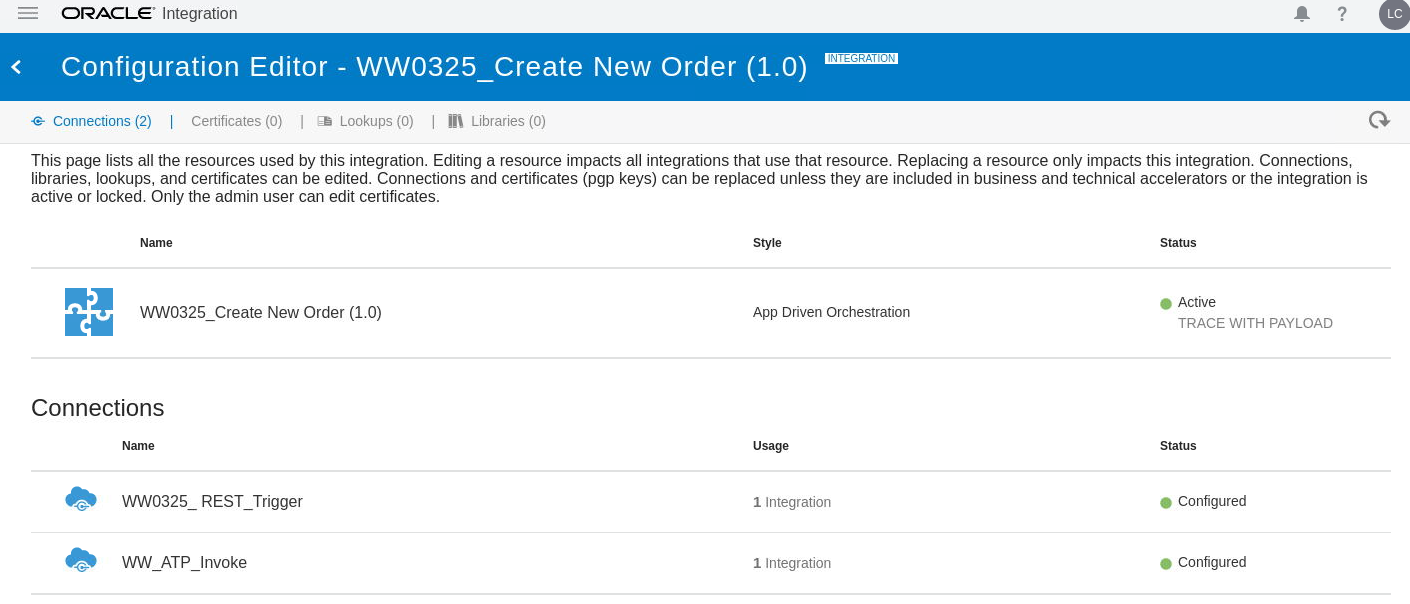 ORACLE® Integration ? LC
Configuration Editor - WW0325_Create New Order (1.0) INTEGRATION
Connections (2) | Certificates (0) | Lookups (0) | Libraries (0)
This page lists all the resources used by this integration. Editing a resource impacts all integrations that use that resource. Replacing a resource only impacts this integration. Connections,
libraries, lookups, and certificates can be edited. Connections and certificates (pgp keys) can be replaced unless they are included in business and technical accelerators or the integration is
active or locked. Only the admin user can edit certificates.
Name Style Status
WW0325_Create New Order (1.0) App Driven Orchestration Active
TRACE WITH PAYLOAD
Connections
Name Usage Status
WW0325_ REST_Trigger 1 Integration Configured
WW_ATP_Invoke 1 Integration Configured